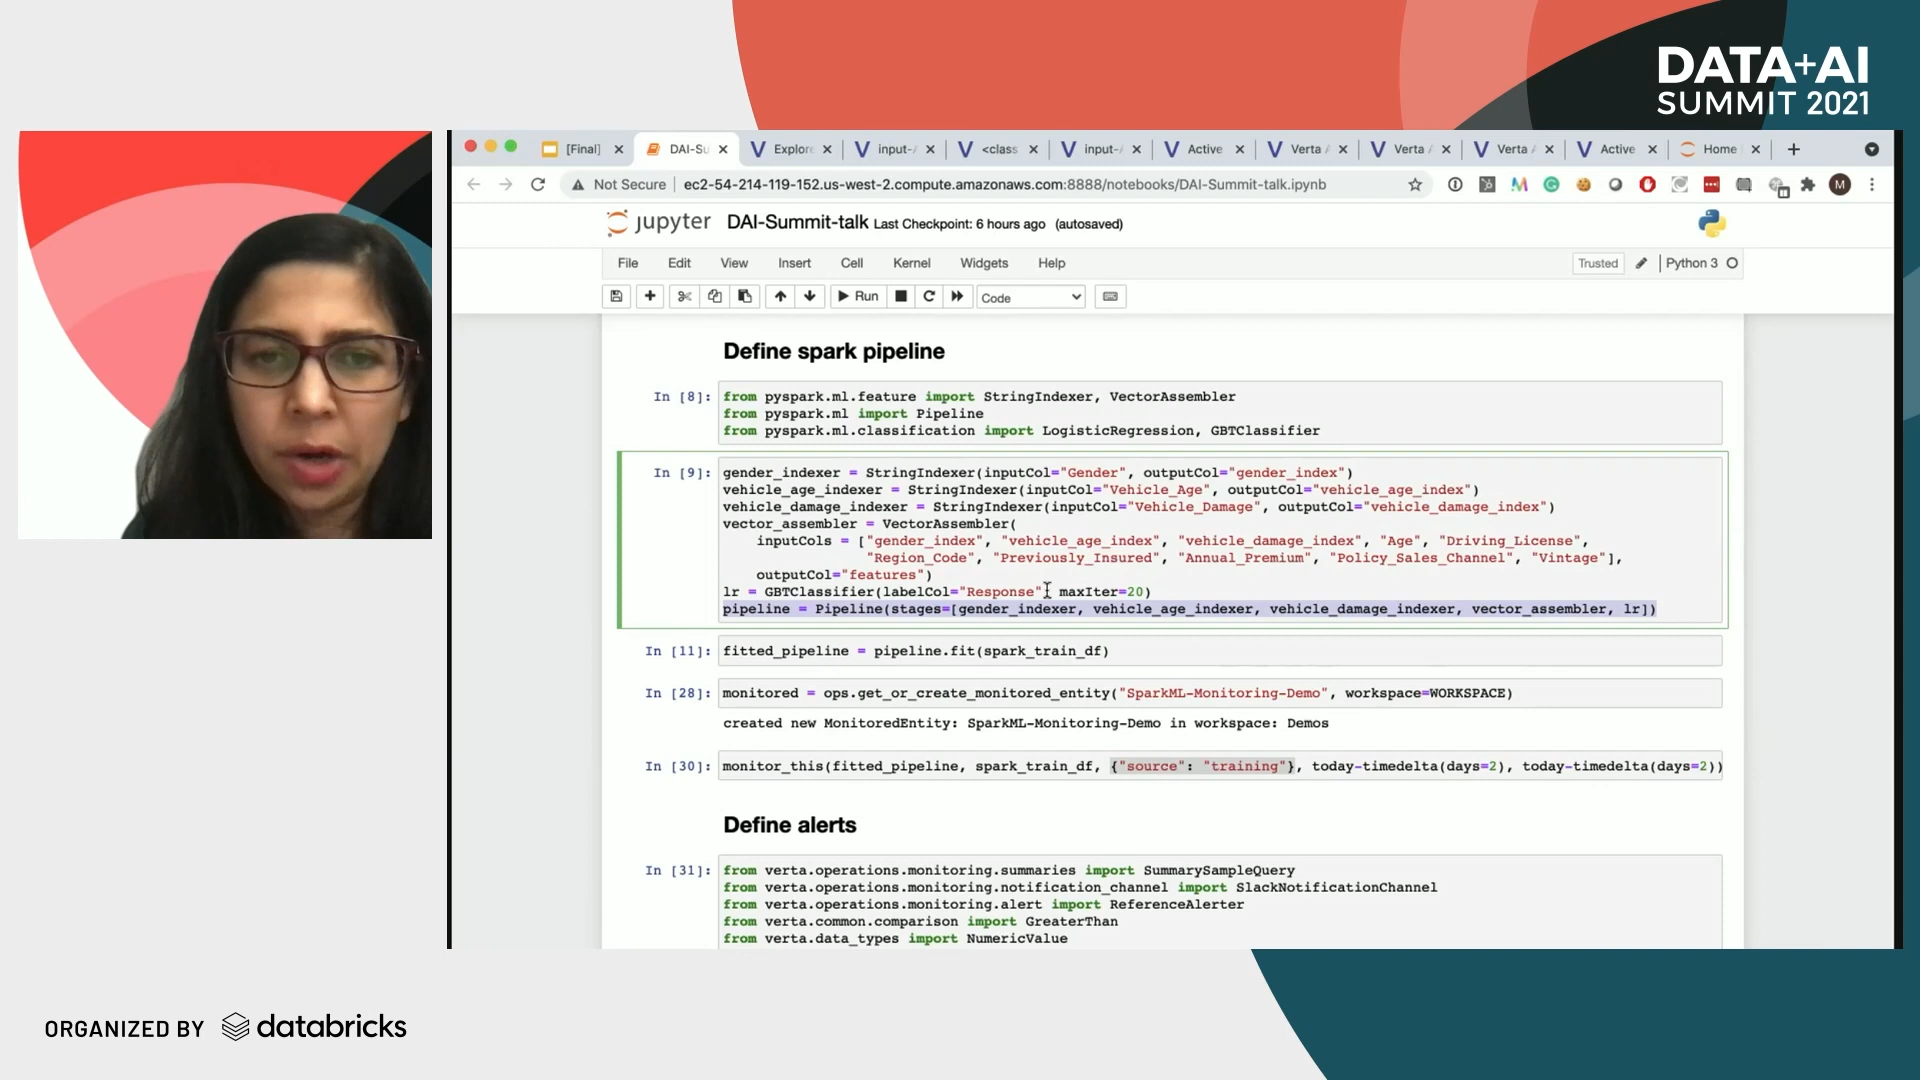 DATA+AI
SUMMIT 2021
[Final]
DAI-Su
Explore
input-/
<class
input-/
Active
Verta /
Verta /
Verta /
Active
Home
Not Secure
ec2-54-214-119-152.us-west-2.compute.amazonaws.com:8888/notebooks/DAI-Summit-talk.ipynb
M
jupyter DAI-Summit-talk Last Checkpoint: 6 hours ago (autosaved)
File Edit View Insert Cell Kernel Widgets Help
Trusted
Python 3
Run
Code
Define spark pipeline
In [8]: from pyspark.ml.feature import StringIndexer, VectorAssembler
from pyspark.ml import Pipeline
from pyspark.ml.classification import LogisticRegression, GBTClassifier
In [9]: gender_indexer = StringIndexer(inputCol="Gender", outputCol="gender_index")
vehicle_age_indexer = StringIndexer(inputCol="Vehicle_Age", outputCol="vehicle_age_index")
vehicle_damage_indexer = StringIndexer(inputCol="Vehicle_Damage", outputCol="vehicle_damage_index")
vector_assembler = VectorAssembler(
inputCols = ["gender_index", "vehicle_age_index", "vehicle_damage_index", "Age", "Driving_License",
"Region_Code", "Previously_Insured", "Annual_Premium", "Policy_Sales_Channel", "Vintage"],
outputCol="features")
lr = GBTClassifier(labelCol="Response", maxIter=20)
pipeline = Pipeline(stages=[gender_indexer, vehicle_age_indexer, vehicle_damage_indexer, vector_assembler, lr])
In [11]: fitted_pipeline = pipeline.fit(spark_train_df)
In [28]: monitored = ops.get_or_create_monitored_entity("SparkML-Monitoring-Demo", workspace=WORKSPACE)
created new MonitoredEntity: SparkML-Monitoring-Demo in workspace: Demos
In [30]: monitor_this(fitted_pipeline, spark_train_df, {"source": "training"}, today-timedelta(days=2), today-timedelta(days=2))
Define alerts
In [31]: from verta.operations.monitoring.summaries import SummarySampleQuery
from verta.operations.monitoring.notification_channel import SlackNotificationChannel
from verta.operations.monitoring.alert import ReferenceAlerter
from verta.common.comparison import GreaterThan
from verta.data_types import NumericValue
ORGANIZED BY databricks